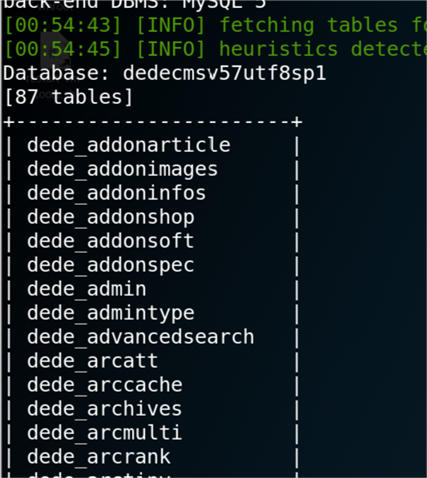 back-end DBMS: MySQL 5
[00:54:43] [INFO] fetching tables fo
[00:54:45] [INFO] heuristics detecte
Database: dedecmsv57utf8sp1
[87 tables]
+----------------------+
| dede_addonarticle |
| dede_addonimages |
| dede_addoninfos |
| dede_addonshop |
| dede_addonsoft |
| dede_addonspec |
| dede_admin |
| dede_admintype |
| dede_advancedsearch |
| dede_arcatt |
| dede_arccache |
| dede_archives |
| dede_arcmulti |
| dede_arcrank |